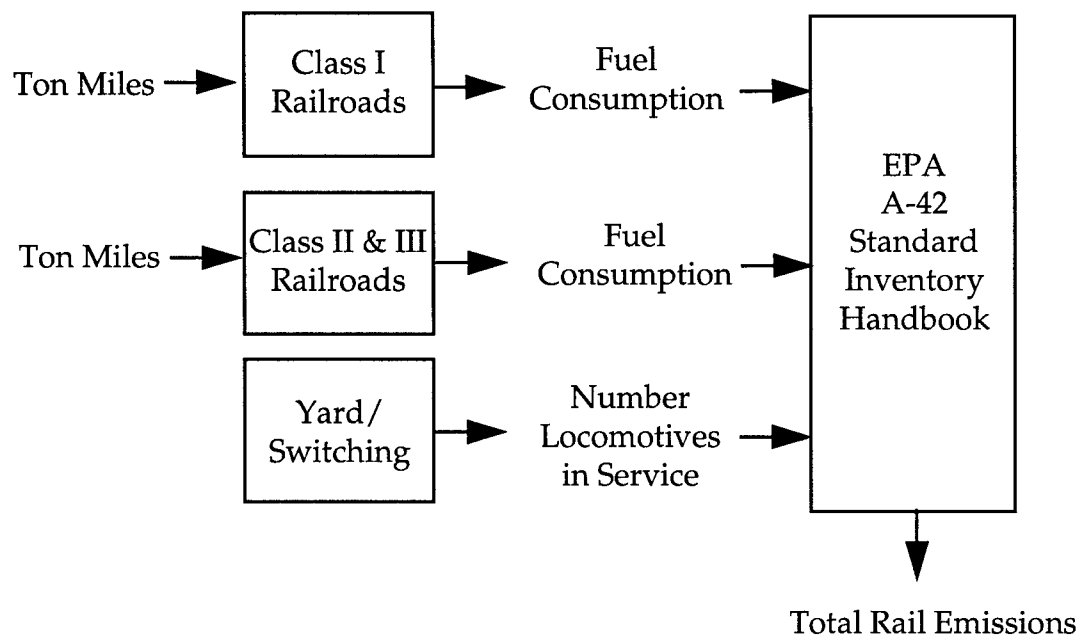 Ton Miles
Class I
Railroads
Fuel
Consumption
Ton Miles
Class II & III
Railroads
Fuel
Consumption
Yard/
Switching
Number
Locomotives
in Service
EPA
A-42
Standard
Inventory
Handbook
Total Rail Emissions